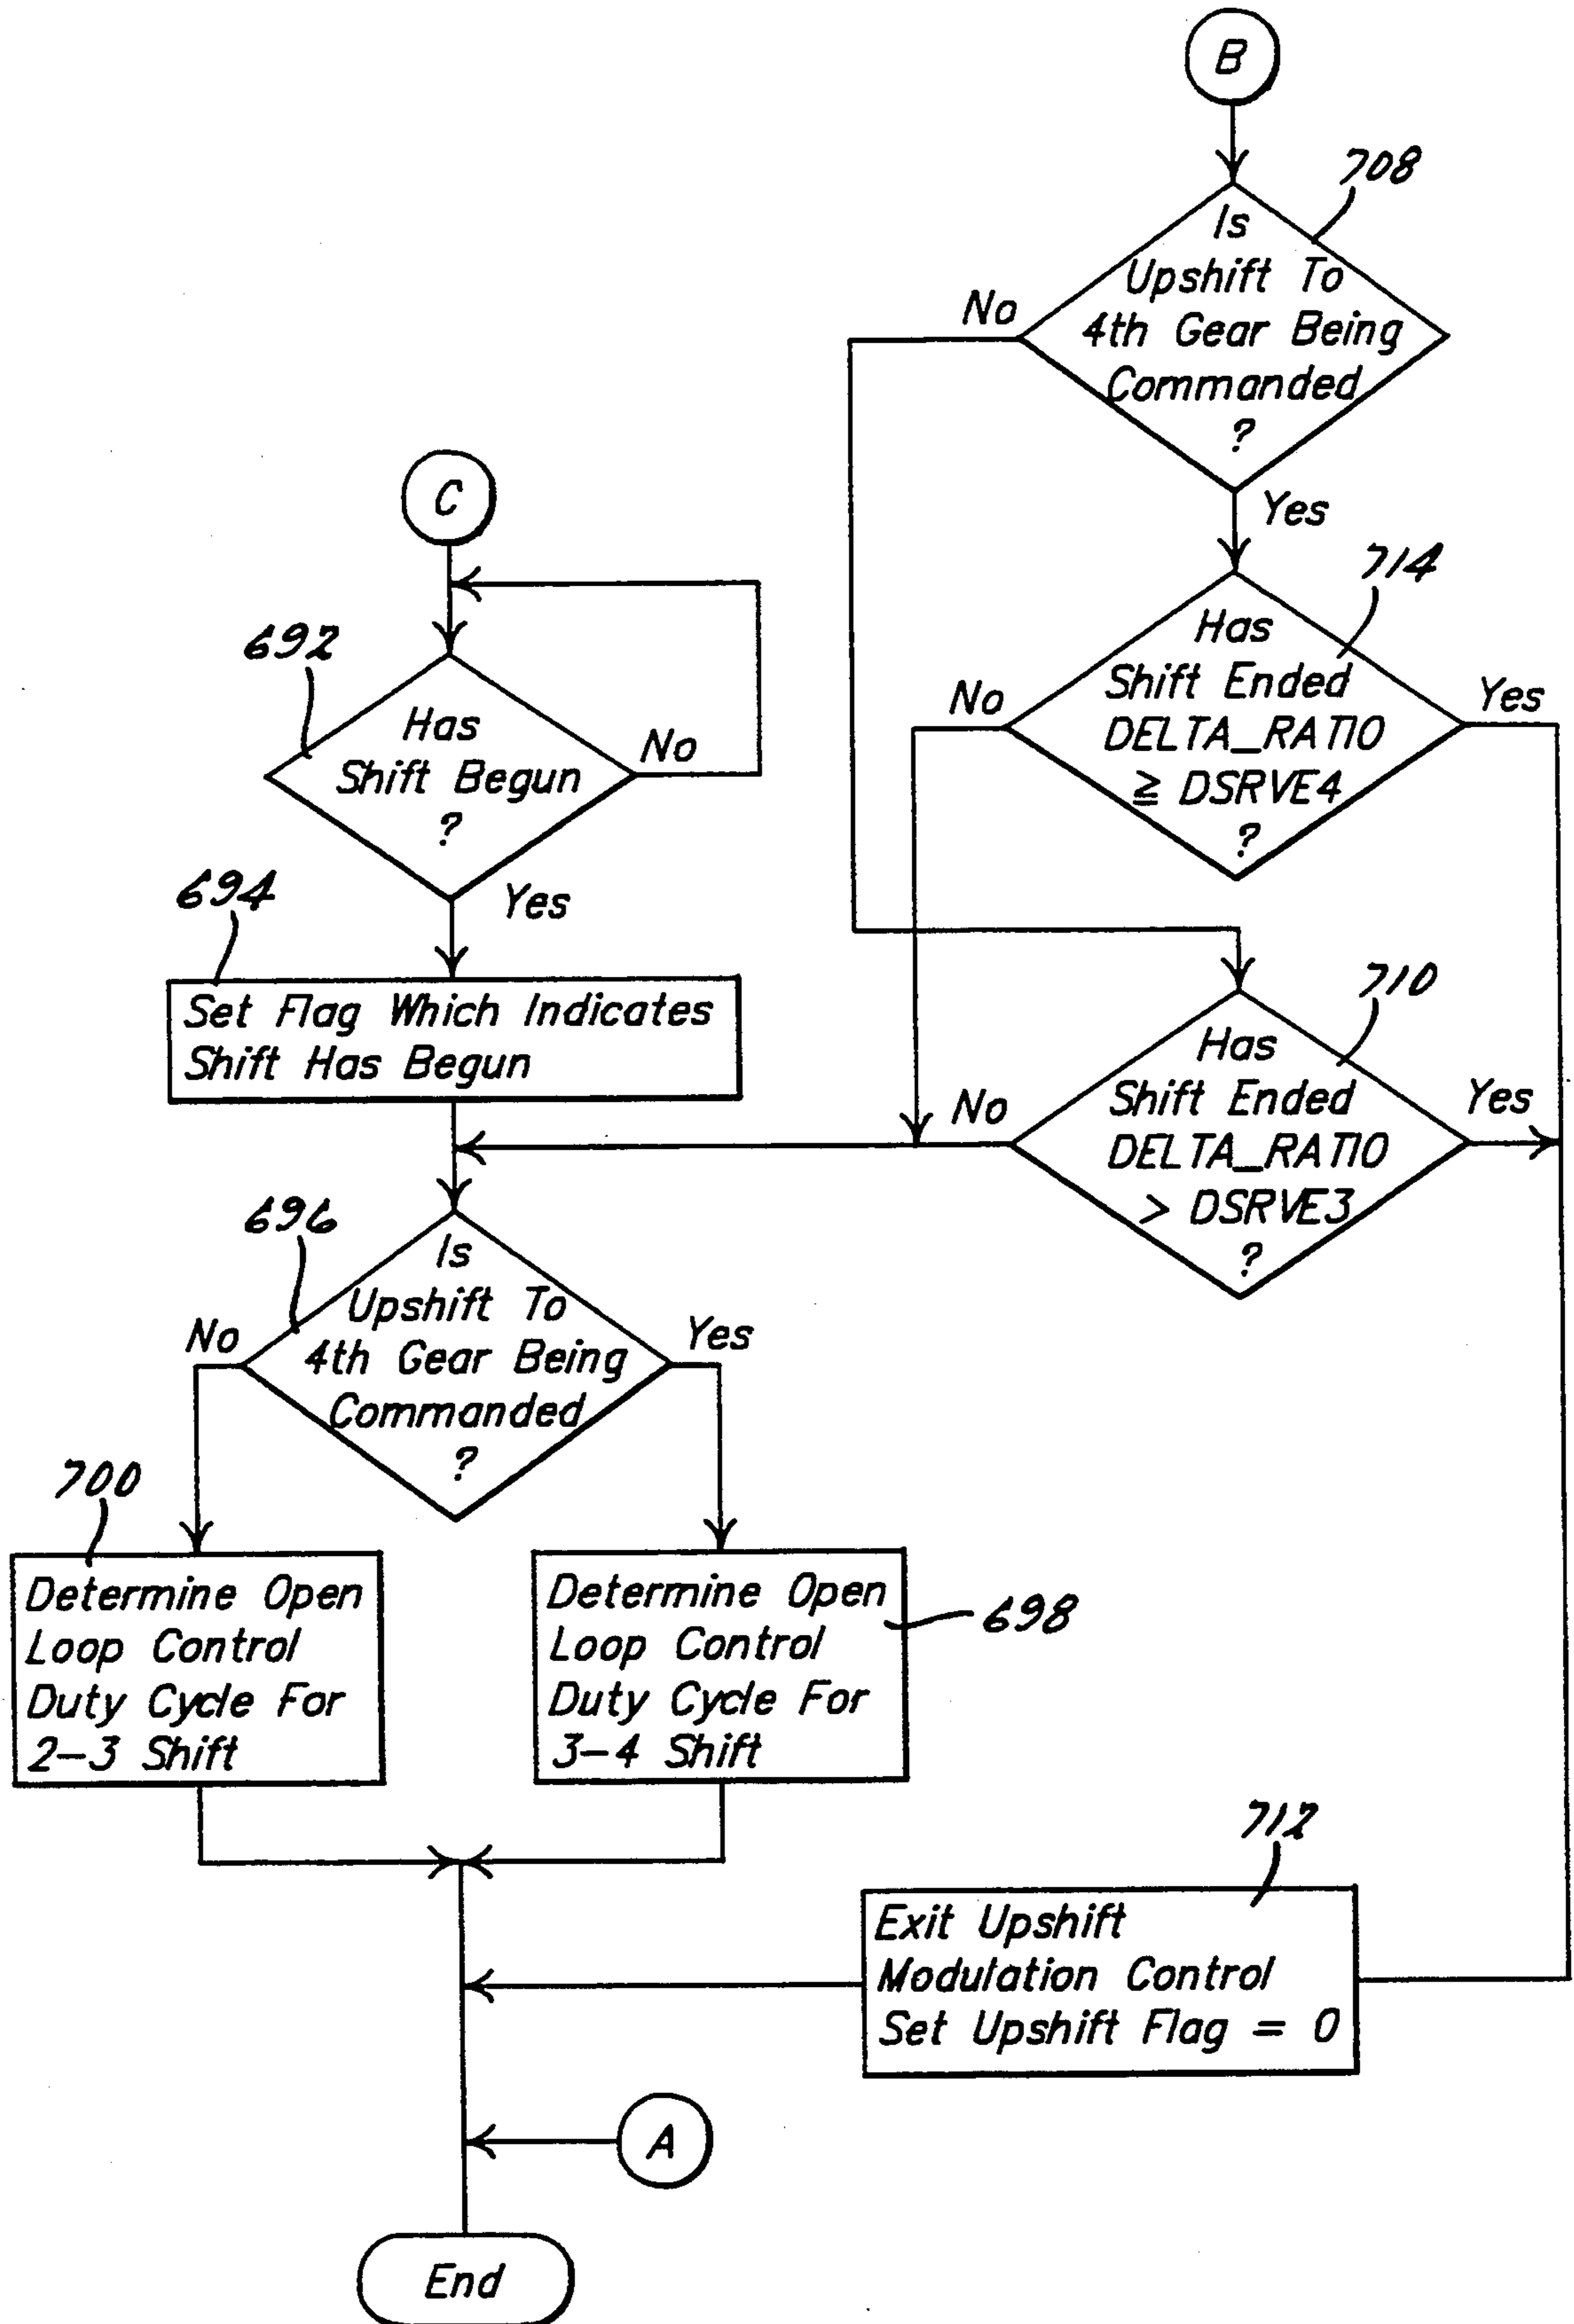 B
708
Is
Upshift To
4th Gear Being
Commanded
?
No
Yes
714
Has
Shift Ended
DELTA_RATIO
≧ DSRVE4
?
No
Yes
710
Has
Shift Ended
DELTA_RATIO
> DSRVE3
?
No
Yes
C
692
Has
Shift Begun
?
No
Yes
694
Set Flag Which Indicates
Shift Has Begun
696
Is
Upshift To
4th Gear Being
Commanded
?
No
Yes
700
Determine Open
Loop Control
Duty Cycle For
2-3 Shift
698
Determine Open
Loop Control
Duty Cycle For
3-4 Shift
712
Exit Upshift
Modulation Control
Set Upshift Flag = 0
A
End